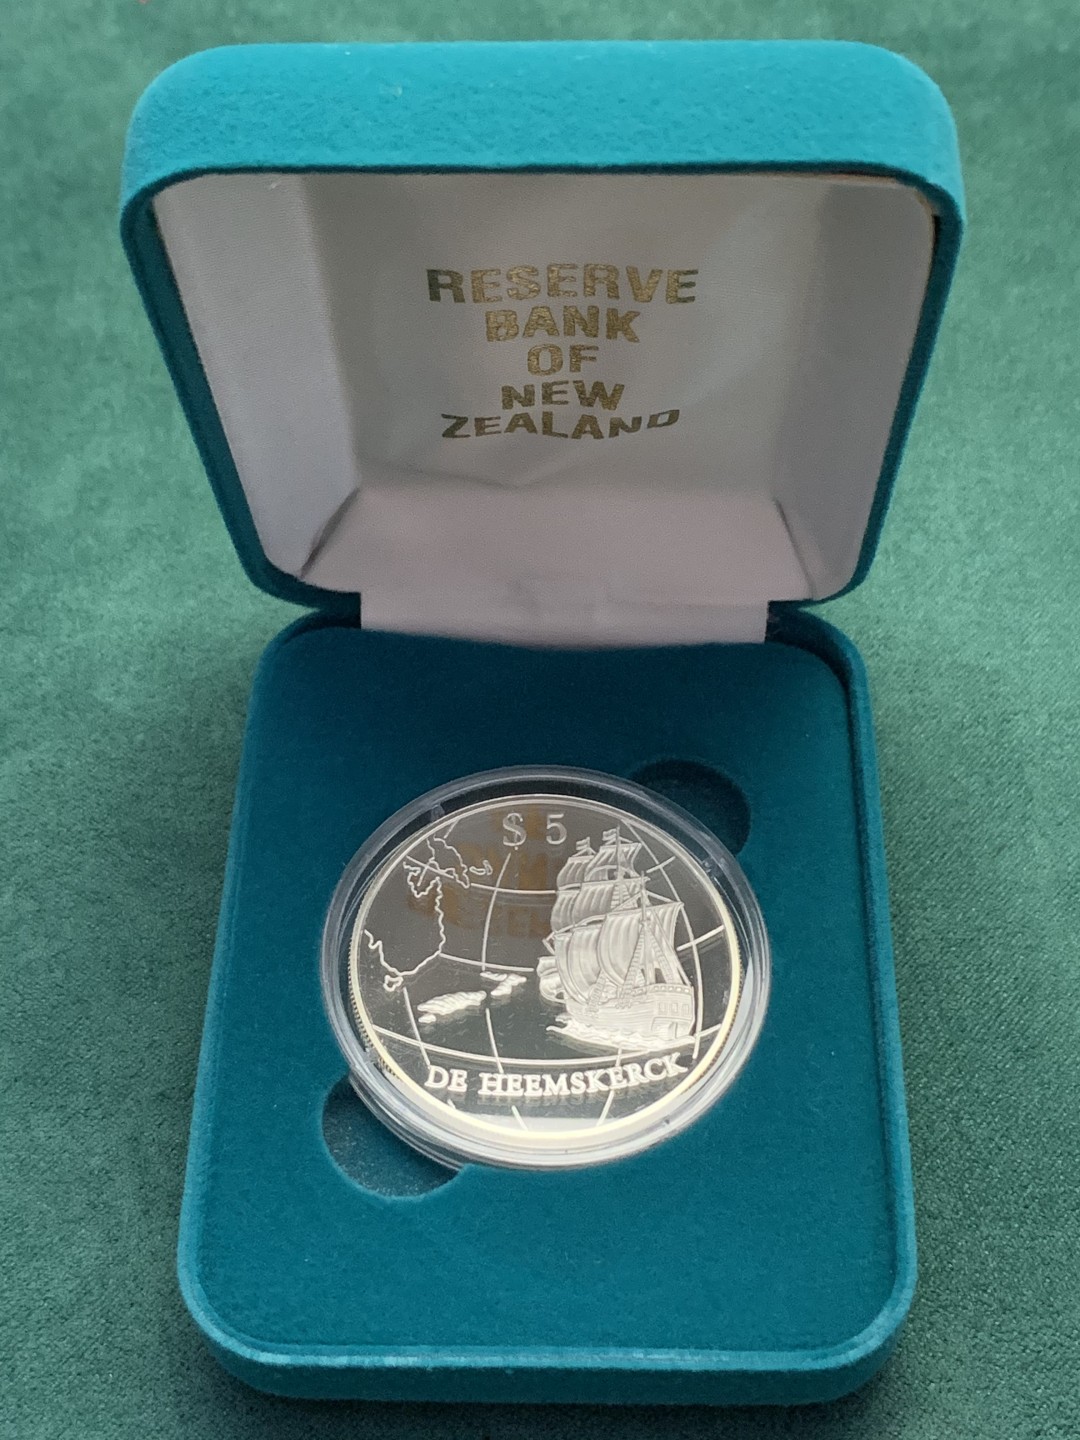 RESERVE
BANK
OF
NEW
ZEALAND
$ 5
DE HEEMSKERCK